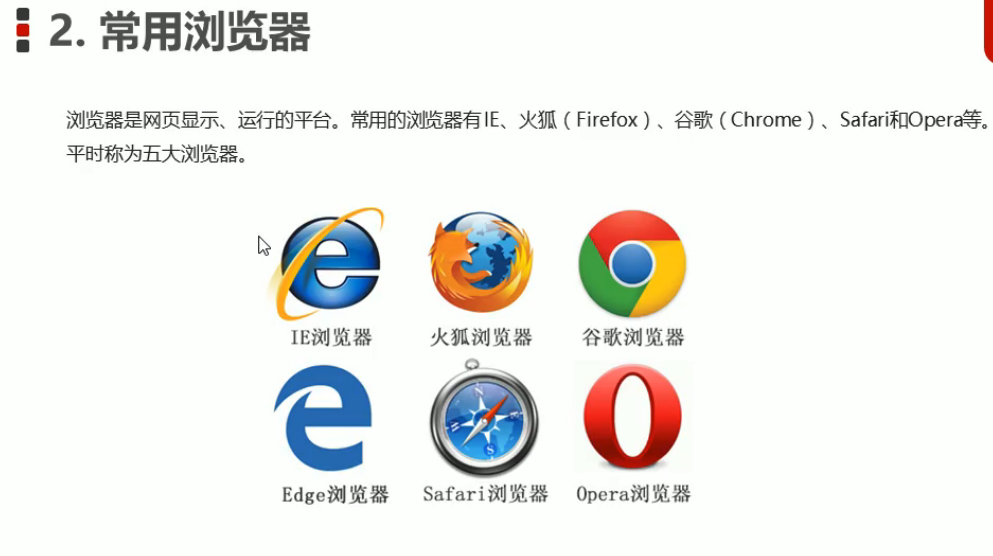 2. 常用浏览器
浏览器是网页显示、运行的平台。常用的浏览器有IE、火狐（Firefox）、谷歌（Chrome）、Safari和Opera等。
平时称为五大浏览器。
IE浏览器 火狐浏览器 谷歌浏览器
Edge浏览器 Safari浏览器 Opera浏览器